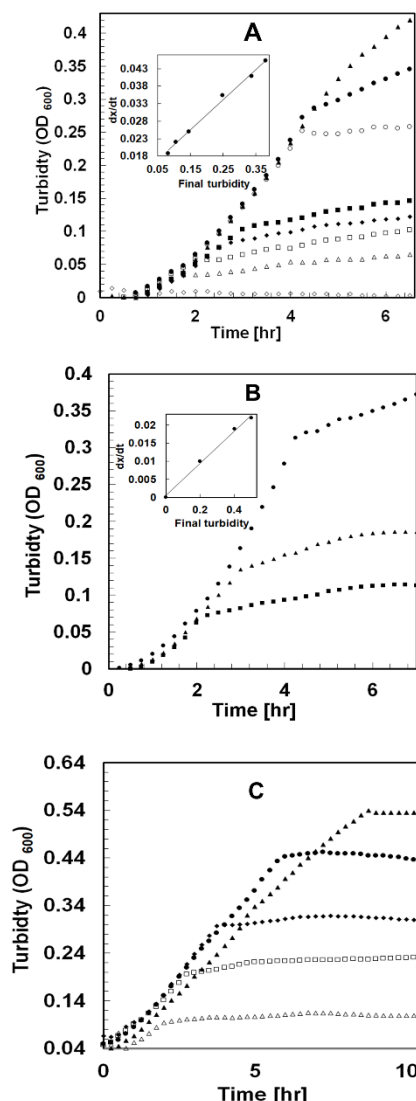 A
0.4
0.35
0.3
0.25
0.2
0.15
0.1
0.05
0
Turbidty (OD 600)
0.043
0.038
0.033
0.028
0.023
0.018
dx/dt
0.05 0.15 0.25 0.35
Final turbidity
0 2 4 6
Time [hr]
B
0.4
0.35
0.3
0.25
0.2
0.15
0.1
0.05
0
Turbidty (OD 600)
0.02
0.015
0.01
0.005
0
dx/dt
0 0.2 0.4
Final turbidity
0 2 4 6
Time [hr]
C
0.64
0.54
0.44
0.34
0.24
0.14
0.04
Turbidty (OD 600)
0 5 10
Time [hr]